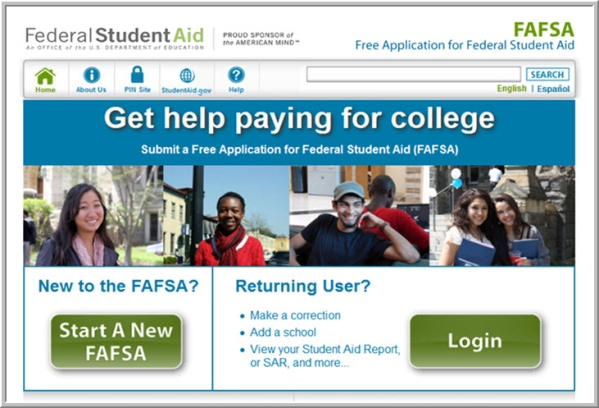 Federal Student Aid
An OFFICE of the U.S. DEPARTMENT of EDUCATION
PROUD SPONSOR of
the AMERICAN MIND™
FAFSA
Free Application for Federal Student Aid
Home
About Us
PIN Site
StudentAid.gov
Help
SEARCH
English | Español
Get help paying for college
Submit a Free Application for Federal Student Aid (FAFSA)
New to the FAFSA?
Start A New
FAFSA
Returning User?
• Make a correction
• Add a school
• View your Student Aid Report,
or SAR, and more...
Login